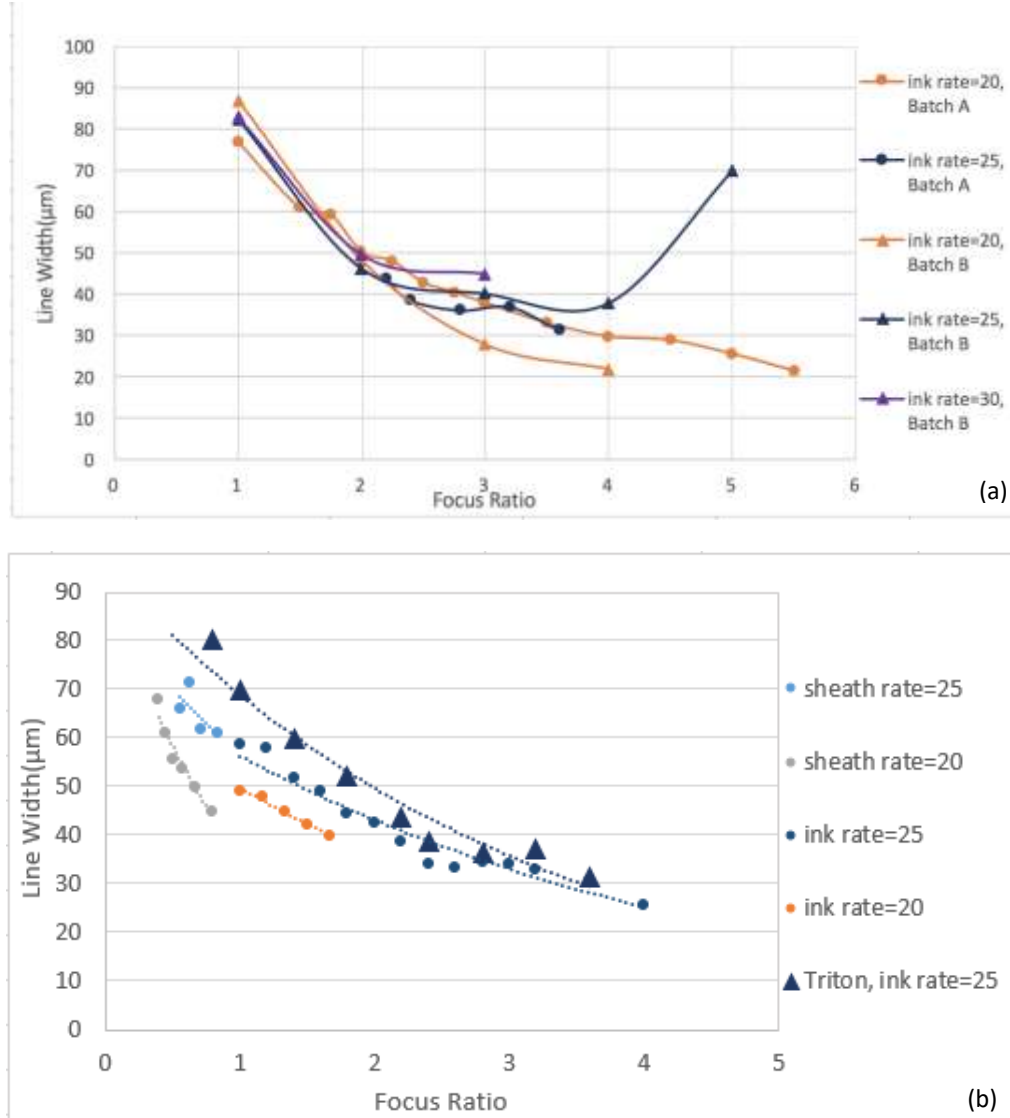 100
90
80
70
60
50
40
30
20
10
0
Line Width(µm)
0 1 2 3 4 5 6
Focus Ratio
ink rate=20,
Batch A
ink rate=25,
Batch A
ink rate=20,
Batch B
ink rate=25,
Batch B
ink rate=30,
Batch B
(a)
90
80
70
60
50
40
30
20
10
0
Line Width(µm)
0 1 2 3 4 5
Focus Ratio
sheath rate=25
sheath rate=20
ink rate=25
ink rate=20
Triton, ink rate=25
(b)